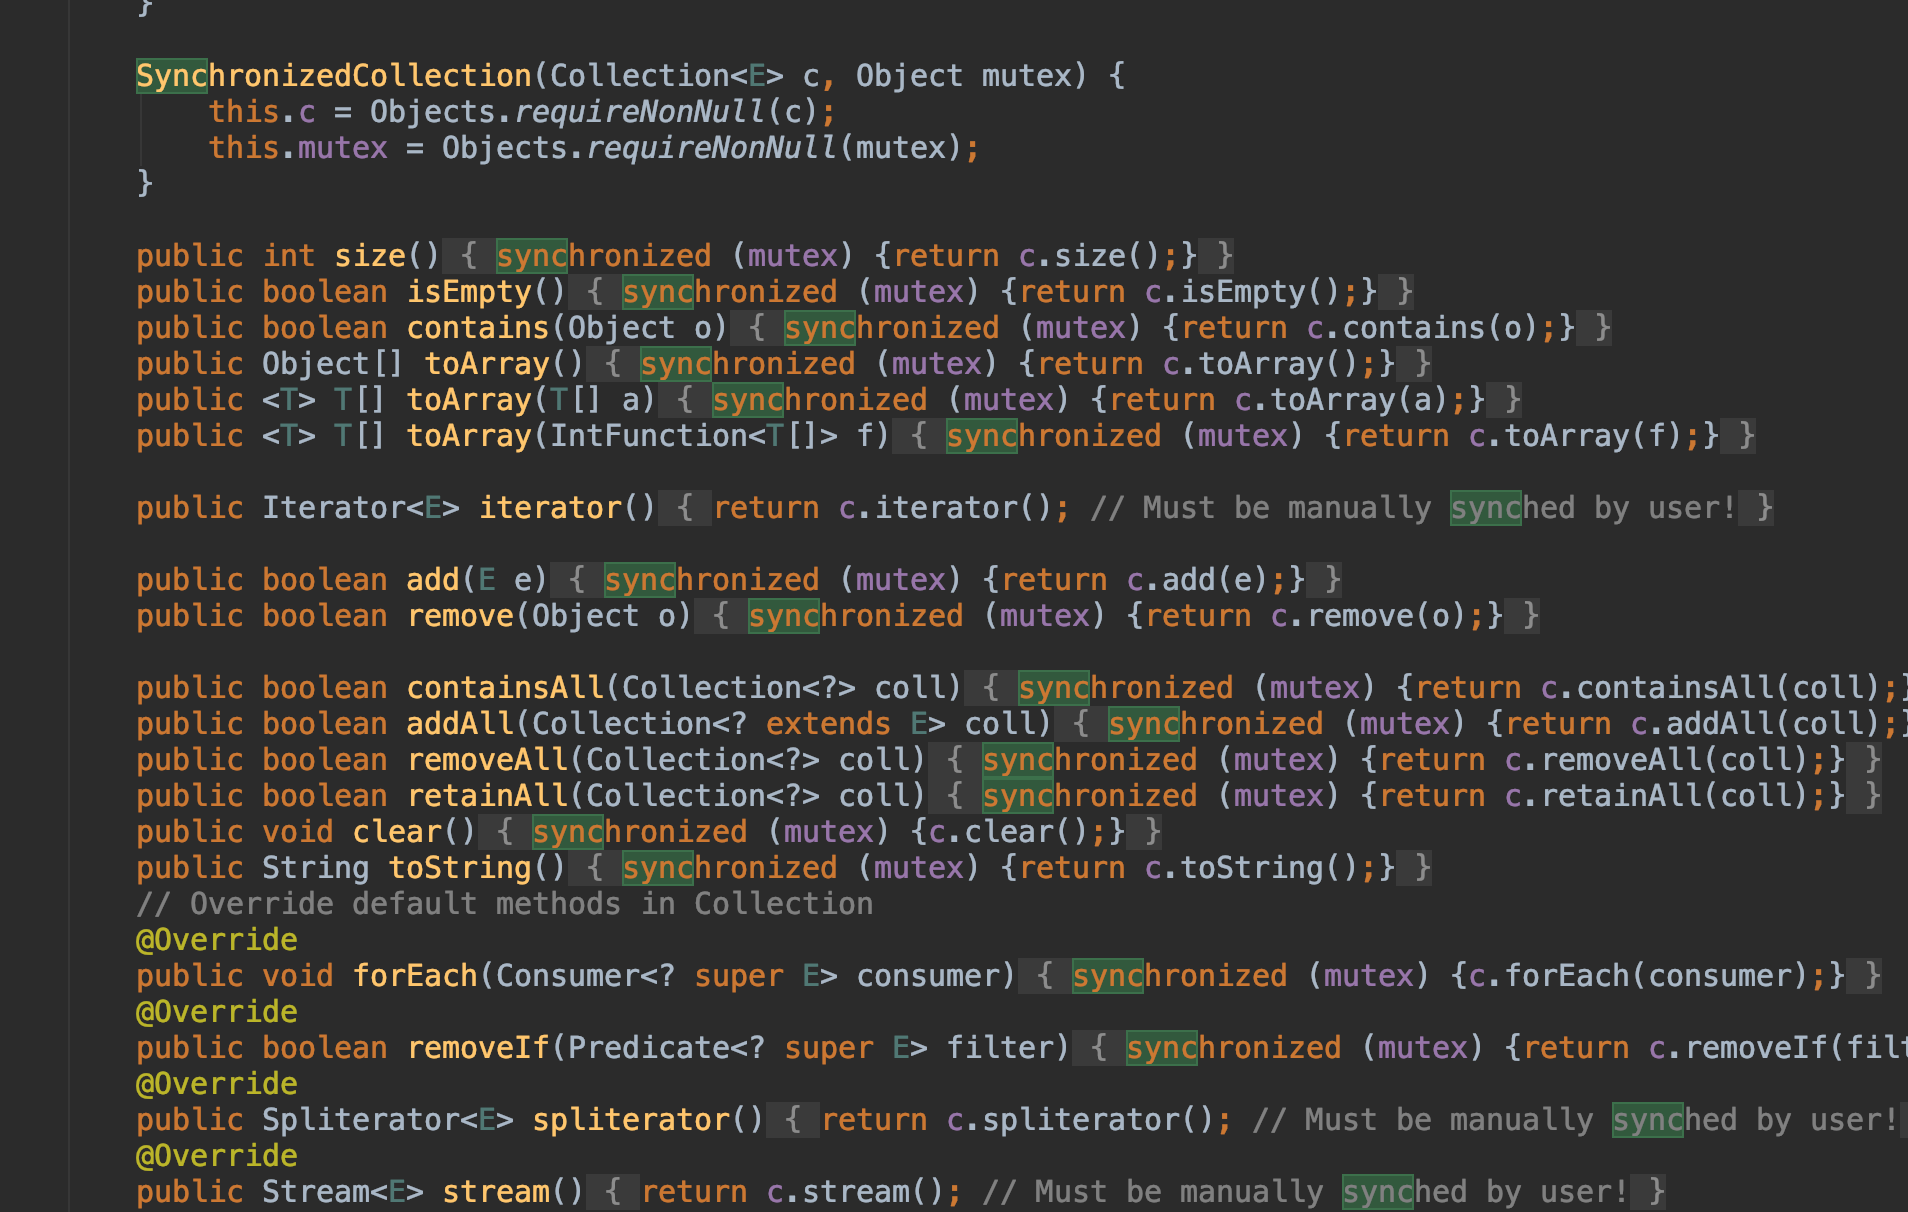 }
SynchronizedCollection(Collection<E> c, Object mutex) {
this.c = Objects.requireNonNull(c);
this.mutex = Objects.requireNonNull(mutex);
}
public int size() { synchronized (mutex) {return c.size();} }
public boolean isEmpty() { synchronized (mutex) {return c.isEmpty();} }
public boolean contains(Object o) { synchronized (mutex) {return c.contains(o);} }
public Object[] toArray() { synchronized (mutex) {return c.toArray();} }
public <T> T[] toArray(T[] a) { synchronized (mutex) {return c.toArray(a);} }
public <T> T[] toArray(IntFunction<T[]> f) { synchronized (mutex) {return c.toArray(f);} }
public Iterator<E> iterator() { return c.iterator(); // Must be manually synched by user! }
public boolean add(E e) { synchronized (mutex) {return c.add(e);} }
public boolean remove(Object o) { synchronized (mutex) {return c.remove(o);} }
public boolean containsAll(Collection<?> coll) { synchronized (mutex) {return c.containsAll(coll);}
public boolean addAll(Collection<? extends E> coll) { synchronized (mutex) {return c.addAll(coll);}
public boolean removeAll(Collection<?> coll) { synchronized (mutex) {return c.removeAll(coll);} }
public boolean retainAll(Collection<?> coll) { synchronized (mutex) {return c.retainAll(coll);} }
public void clear() { synchronized (mutex) {c.clear();} }
public String toString() { synchronized (mutex) {return c.toString();} }
// Override default methods in Collection
@Override
public void forEach(Consumer<? super E> consumer) { synchronized (mutex) {c.forEach(consumer);} }
@Override
public boolean removeIf(Predicate<? super E> filter) { synchronized (mutex) {return c.removeIf(filt
@Override
public Spliterator<E> spliterator() { return c.spliterator(); // Must be manually synched by user!
@Override
public Stream<E> stream() { return c.stream(); // Must be manually synched by user! }